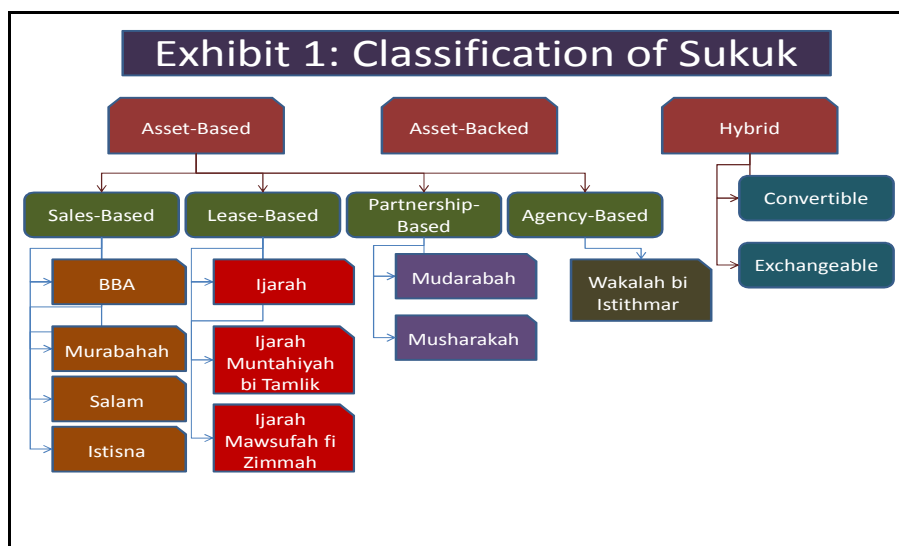 Exhibit 1: Classification of Sukuk
Asset-Based
Asset-Backed
Hybrid
Sales-Based
Lease-Based
Partnership-
Based
Agency-Based
Convertible
Exchangeable
BBA
Murabahah
Salam
Istisna
Ijarah
Ijarah
Muntahiyah
bi Tamlik
Ijarah
Mawsufah fi
Zimmah
Mudarabah
Musharakah
Wakalah bi
Istithmar